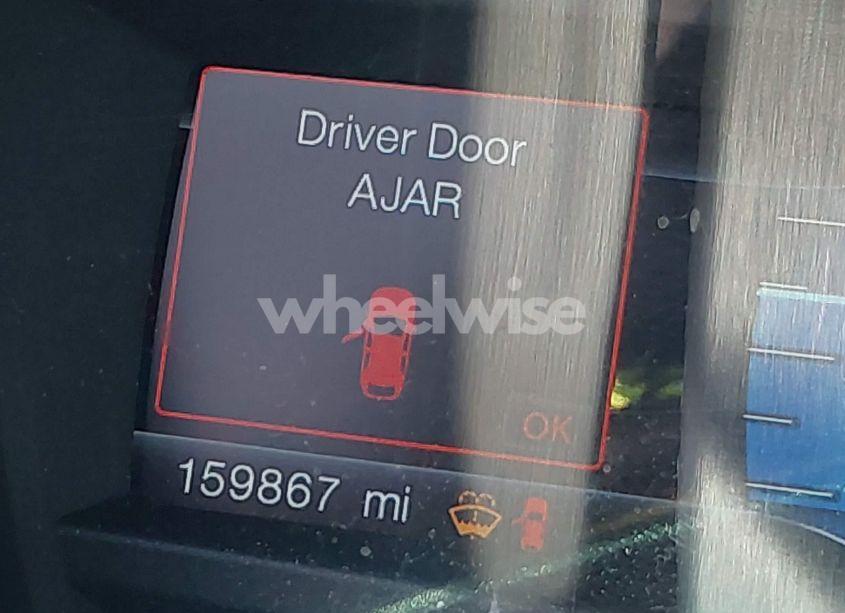 Driver Door
AJAR
wheelwise
OK
159867 mi